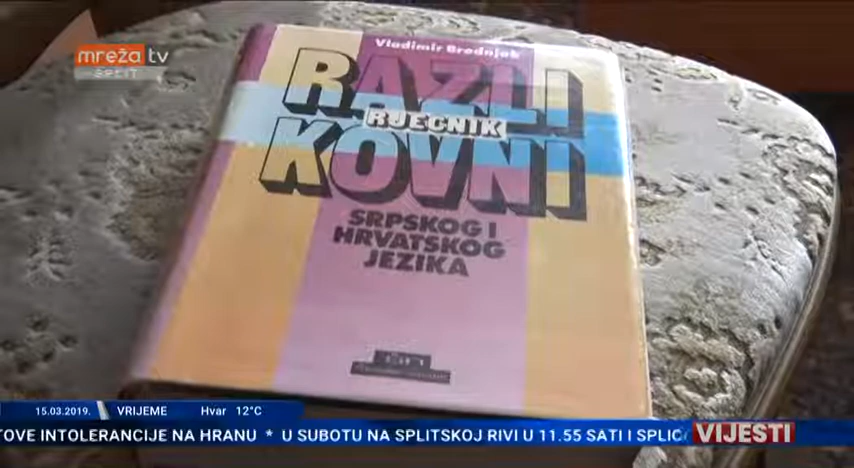 mreža tv
SPLIT
Vladimir Brodnjak
RAZLI
RJEČNIK
KOVNI
SRPSKOG I
HRVATSKOG
JEZIKA
15.03.2019. VRIJEME Hvar 12°C
TOVE INTOLERANCIJE NA HRANU * U SUBOTU NA SPLITSKOJ RIVI U 11.55 SATI I SPLIĆ
VIJESTI